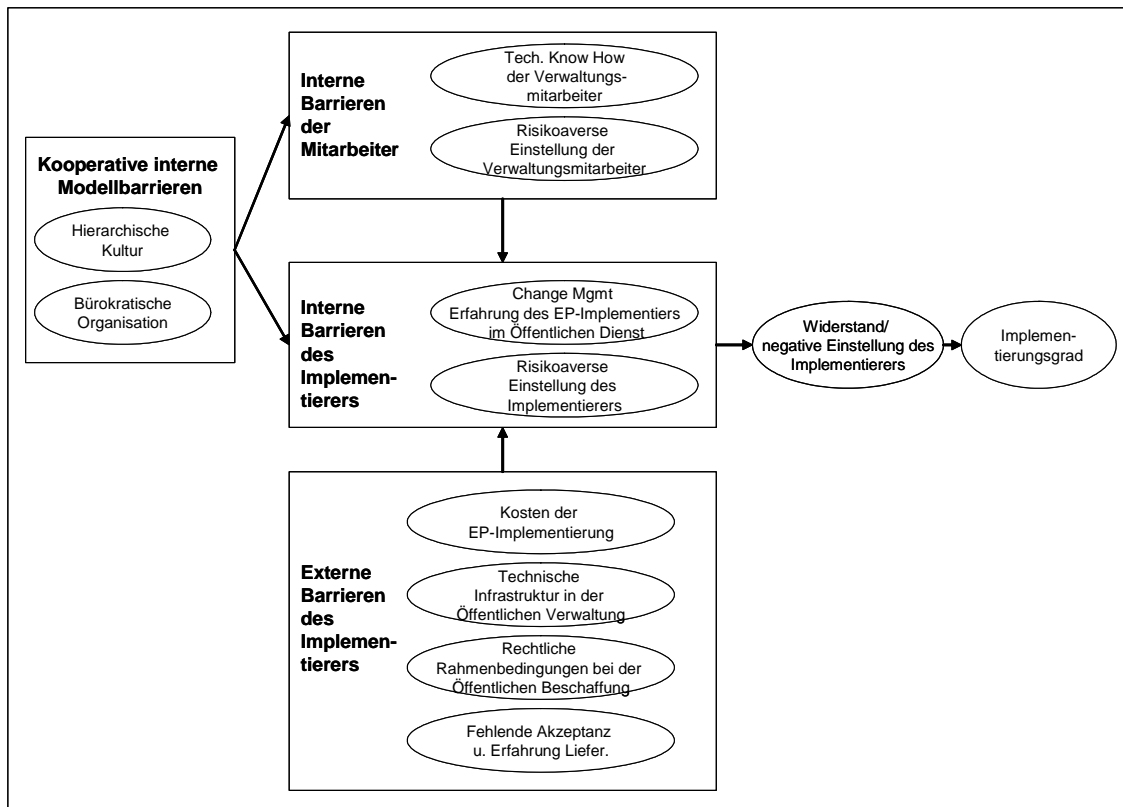 Kooperative interne
Modellbarrieren
Hierarchische
Kultur
Bürokratische
Organisation
Interne
Barrieren
der
Mitarbeiter
Tech. Know How
der Verwaltungs-
mitarbeiter
Risikoaverse
Einstellung der
Verwaltungsmitarbeiter
Interne
Barrieren
des
Implemen-
tierers
Change Mgmt
Erfahrung des EP-Implementiers
im Öffentlichen Dienst
Risikoaverse
Einstellung des
Implementierers
Externe
Barrieren
des
Implemen-
tierers
Kosten der
EP-Implementierung
Technische
Infrastruktur in der
Öffentlichen Verwaltung
Rechtliche
Rahmenbedingungen bei der
Öffentlichen Beschaffung
Fehlende Akzeptanz
u. Erfahrung Liefer.
Widerstand/
negative Einstellung des
Implementierers
Implemen-
tierungsgrad